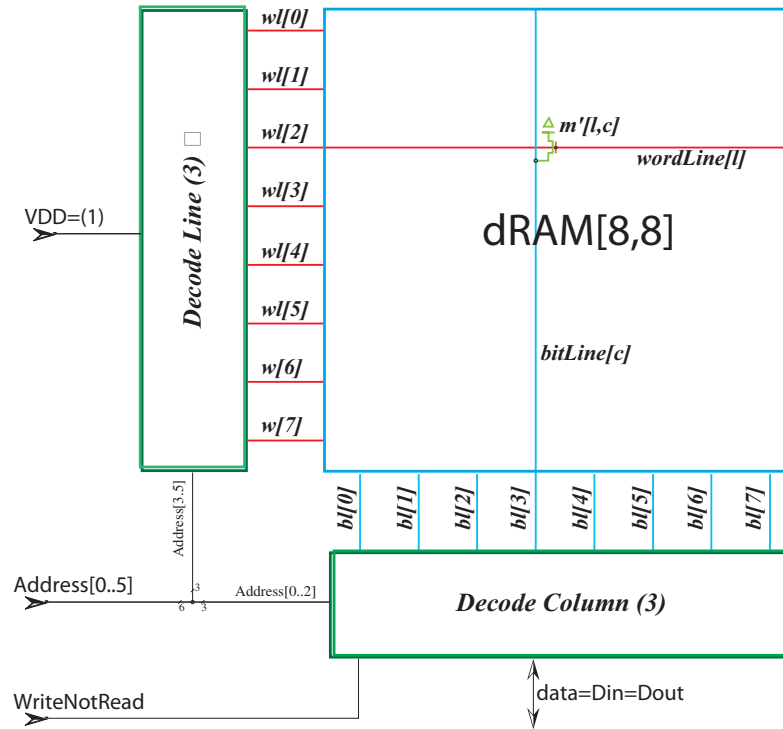 wl[0]
wl[1]
wl[2]
m'[l,c]
wordLine[l]
Decode Line (3)
wl[3]
VDD=(1)
dRAM[8,8]
wl[4]
wl[5]
bitLine[c]
w[6]
w[7]
bl[0]
bl[1]
bl[2]
bl[3]
bl[4]
bl[5]
bl[6]
bl[7]
Address[3.5]
Address[0..5]
3
6
3
Address[0..2]
Decode Column (3)
WriteNotRead
data=Din=Dout